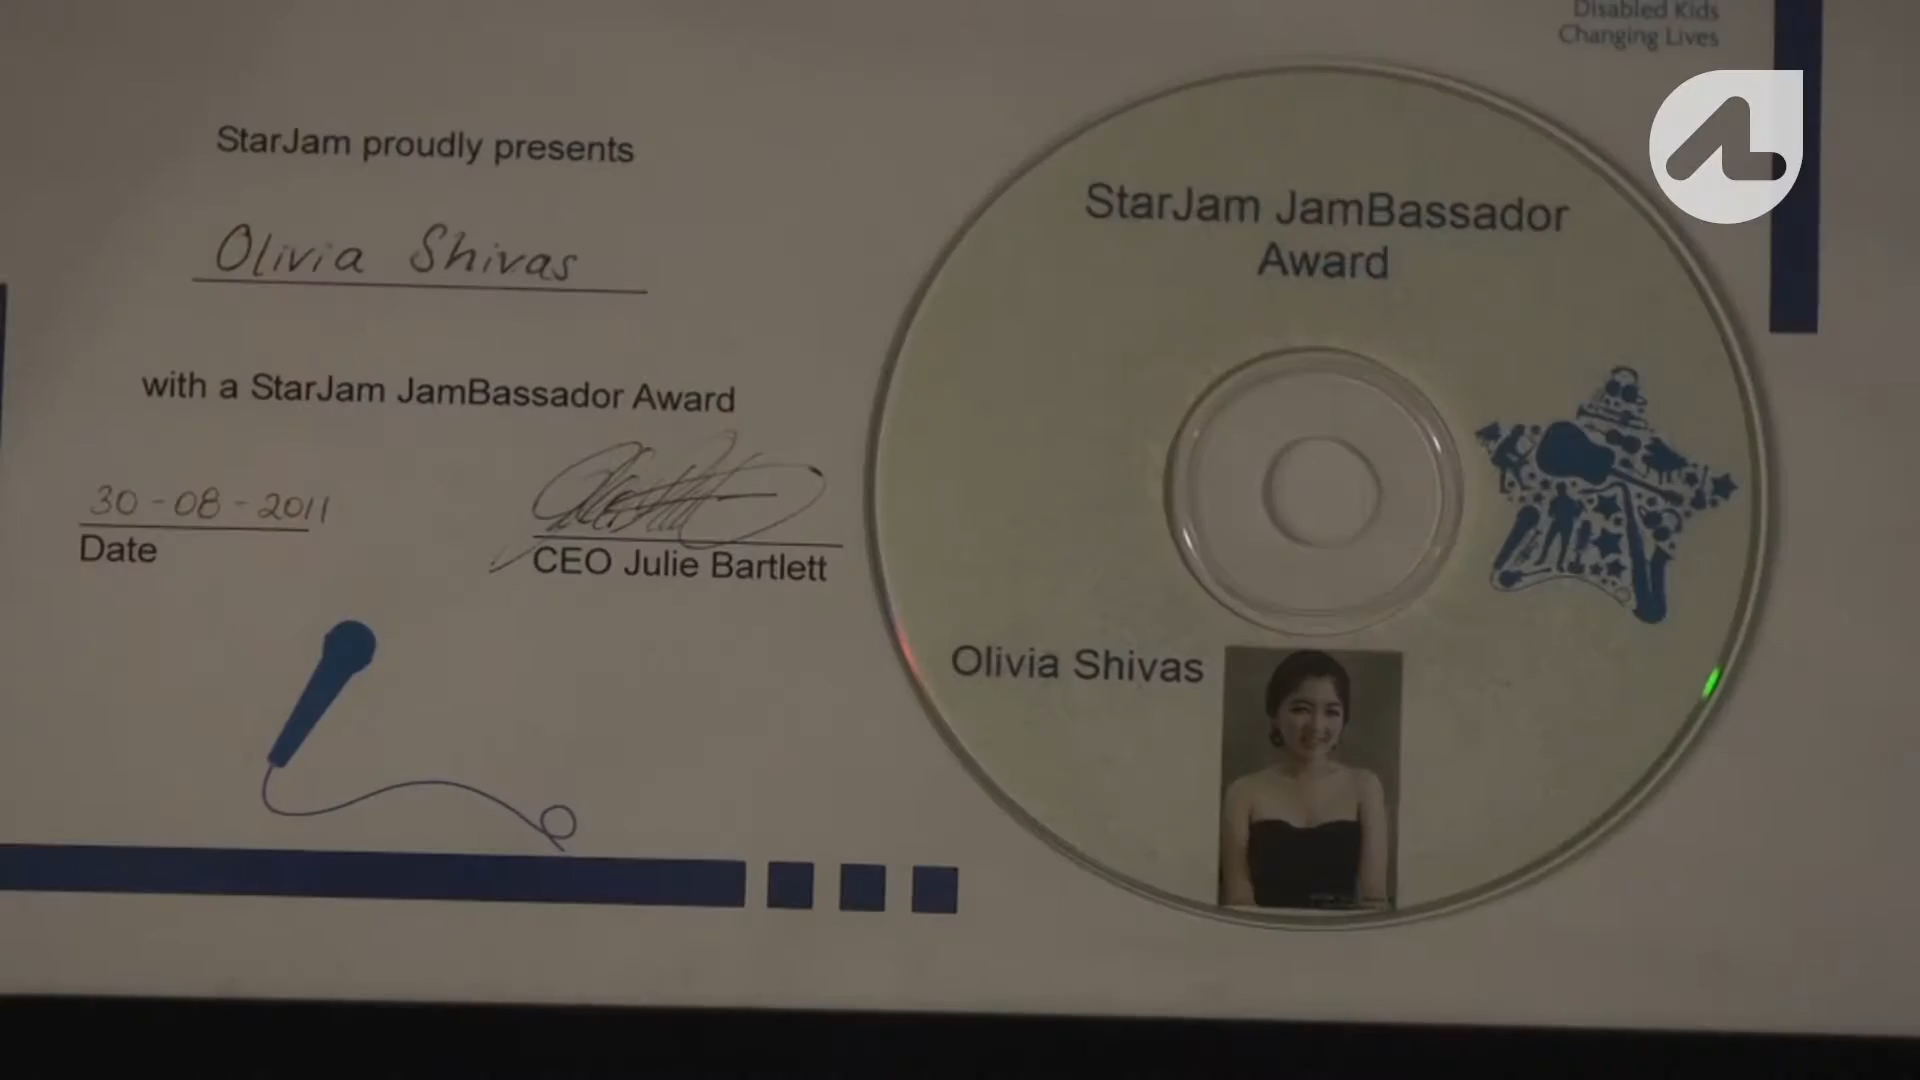 Disabled Kids
Changing Lives
StarJam proudly presents
Olivia Shivas
with a StarJam JamBassador Award
30-08-2011
Date
CEO Julie Bartlett
StarJam JamBassador
Award
Olivia Shivas